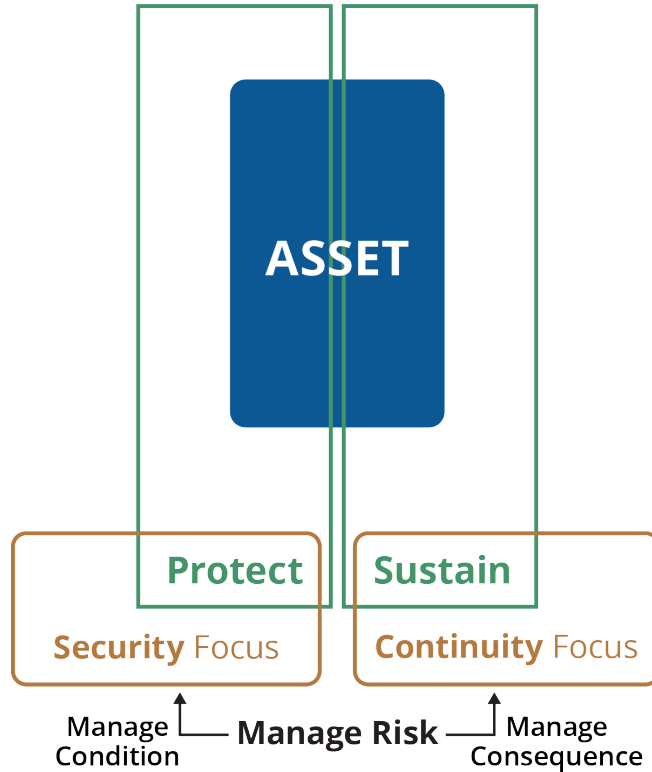 ASSET
Protect
Sustain
Security Focus
Continuity Focus
Manage
Condition
Manage Risk
Manage
Consequence